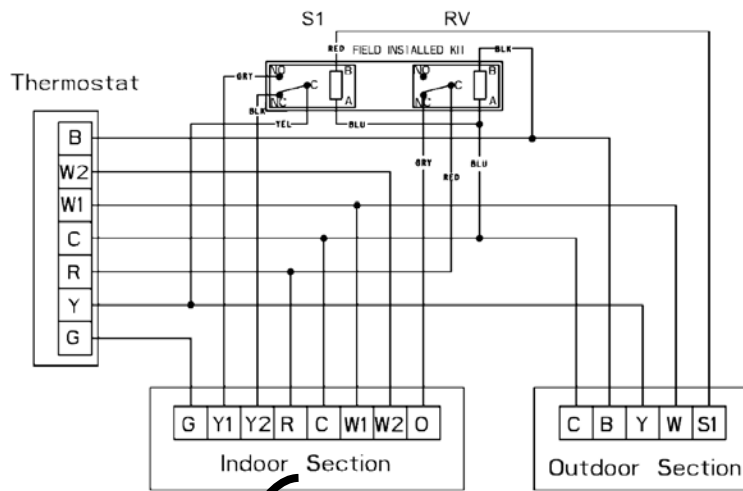 S1 RV
RED FIELD INSTALLED KIT BLK
Thermostat
GRY NO C B NO C B
BLK NC A NC A
YEL BLU
GRY RED BLU
B
W2
W1
C
R
Y
G
G Y1 Y2 R C W1 W2 O
Indoor Section
C B Y W S1
Outdoor Section